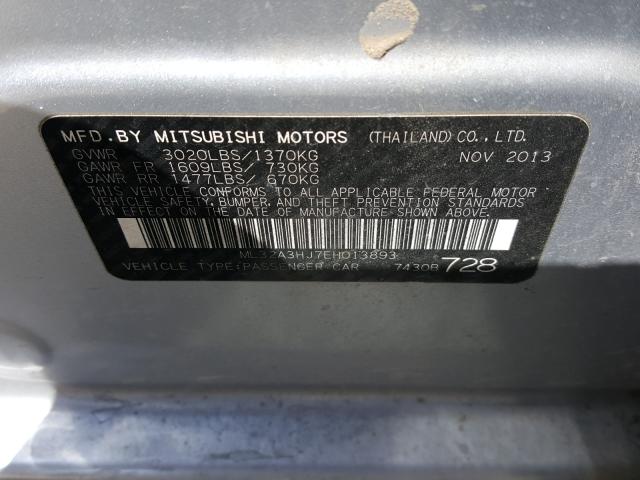 MFD.BY MITSUBISHI MOTORS (THAILAND)CO.,LTD.
GVWR 3020LBS/1370KG NOV 2013
GAWR FR 1609LBS/ 730KG
GAWR RR 1477LBS/ 670KG
THIS VEHICLE CONFORMS TO ALL APPLICABLE FEDERAL MOTOR
VEHICLE SAFETY, BUMPER, AND THEFT PREVENTION STANDARDS
IN EFFECT ON THE DATE OF MANUFACTURE SHOWN ABOVE.
ML32A3HJ7EH013893
VEHICLE TYPE:PASSENGER CAR 7430B 728